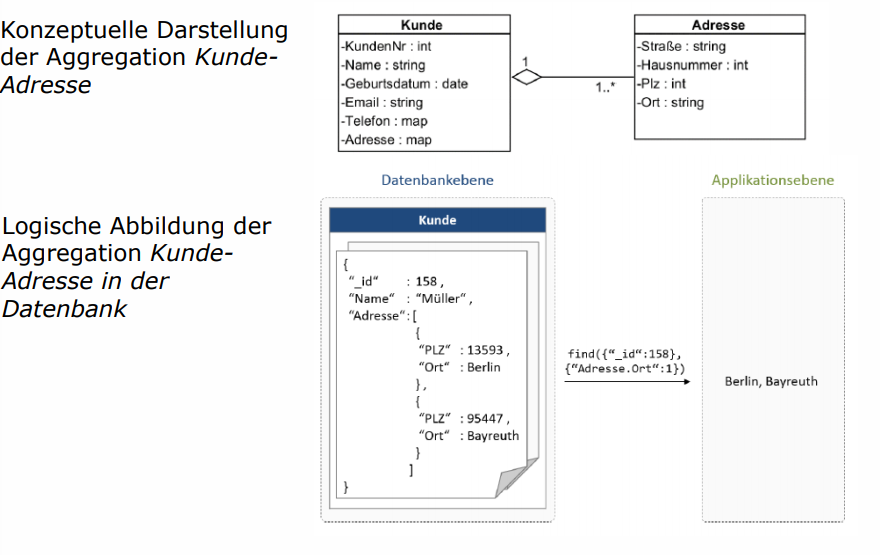 Konzeptuelle Darstellung
der Aggregation Kunde-
Adresse
Kunde
-KundenNr : int
-Name : string
-Geburtsdatum : date
-Email : string
-Telefon : map
-Adresse : map
1
1..*
Adresse
-Straße : string
-Hausnummer : int
-Plz : int
-Ort : string
Datenbankebene
Applikationsebene
Logische Abbildung der
Aggregation Kunde-
Adresse in der
Datenbank
Kunde
{
"_id" : 158 ,
"Name" : "Müller" ,
"Adresse" : [
{
"PLZ" : 13593 ,
"Ort" : Berlin
} ,
{
"PLZ" : 95447 ,
"Ort" : Bayreuth
}
]
}
find({"_id":158},
{"Adresse.Ort":1})
Berlin, Bayreuth